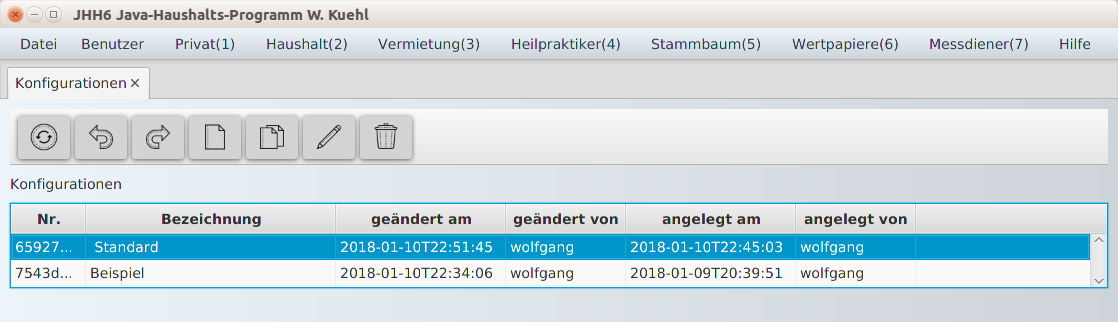 JHH6 Java-Haushalts-Programm W. Kuehl
Datei Benutzer Privat(1) Haushalt(2) Vermietung(3) Heilpraktiker(4) Stammbaum(5) Wertpapiere(6) Messdiener(7) Hilfe
Konfigurationen
Konfigurationen
Nr. Bezeichnung geändert am geändert von angelegt am angelegt von
65927... Standard 2018-01-10T22:51:45 wolfgang 2018-01-10T22:45:03 wolfgang
7543d... Beispiel 2018-01-10T22:34:06 wolfgang 2018-01-09T20:39:51 wolfgang